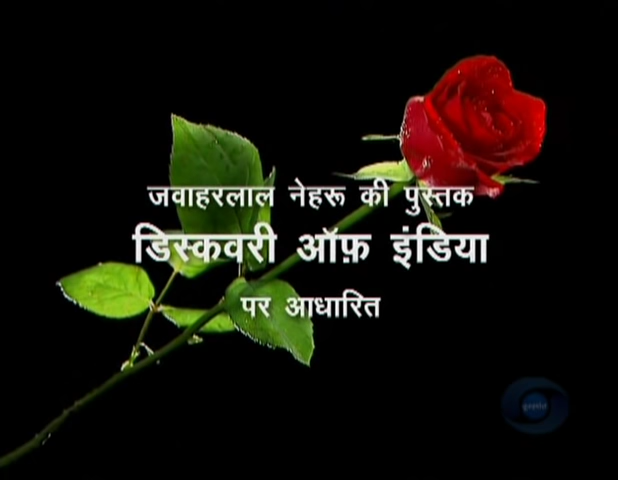 जवाहरलाल नेहरू की पुस्तक
डिस्कवरी ऑफ़ इंडिया
पर आधारित